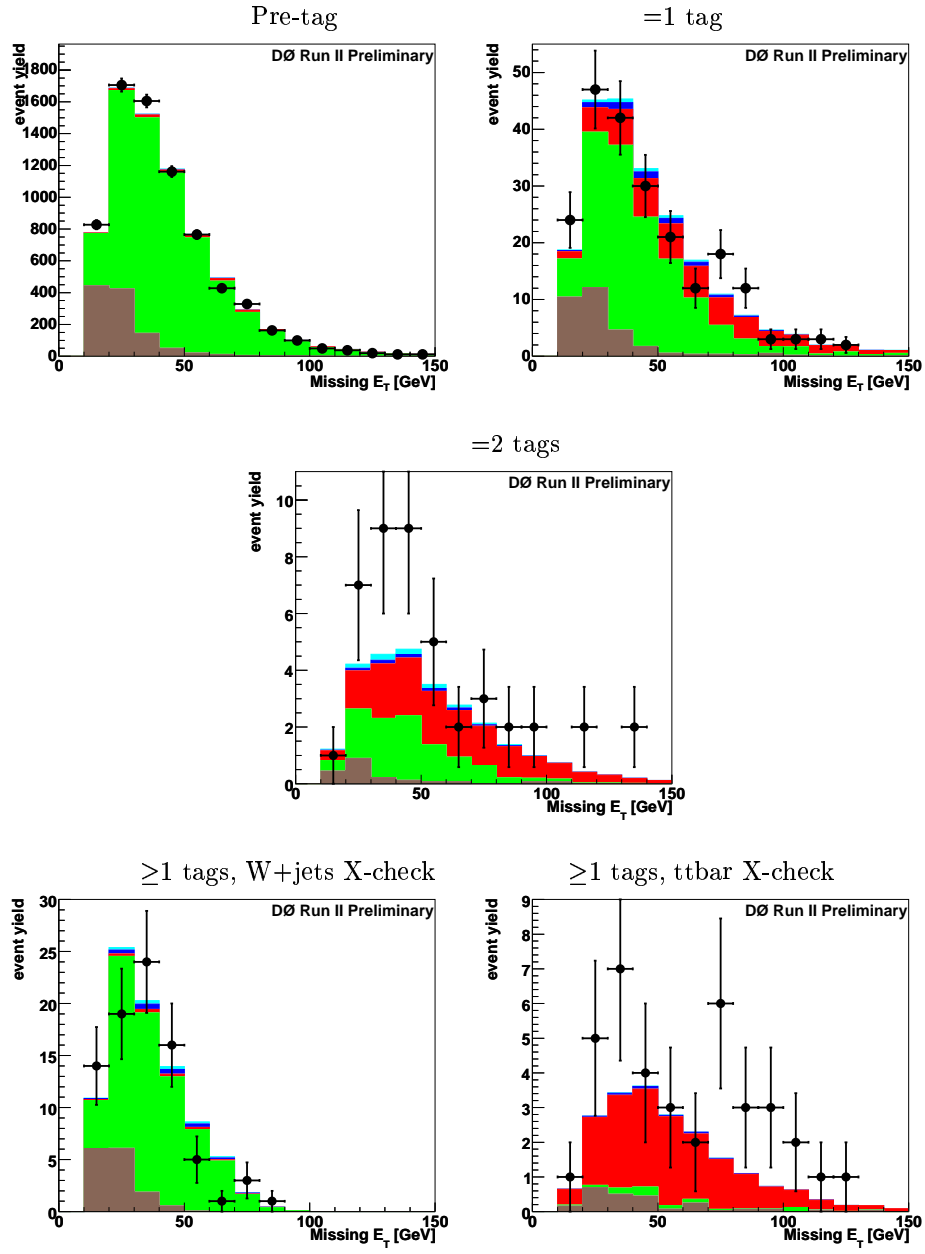 Pre-tag
DØ Run II Preliminary
event yield
1800
1600
1400
1200
1000
800
600
400
200
0
0 50 100 150
Missing E_T [GeV]
=1 tag
DØ Run II Preliminary
event yield
50
40
30
20
10
0
0 50 100 150
Missing E_T [GeV]
=2 tags
DØ Run II Preliminary
event yield
10
8
6
4
2
0
0 50 100 150
Missing E_T [GeV]
≥1 tags, W+jets X-check
DØ Run II Preliminary
event yield
30
25
20
15
10
5
0
0 50 100 150
Missing E_T [GeV]
≥1 tags, ttbar X-check
DØ Run II Preliminary
event yield
9
8
7
6
5
4
3
2
1
0
0 50 100 150
Missing E_T [GeV]